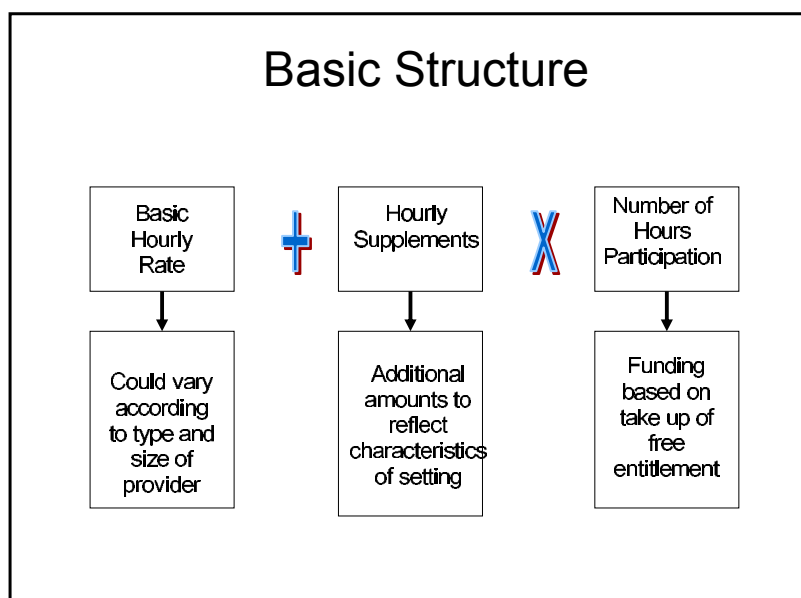 Basic Structure
Basic
Hourly
Rate
+
Hourly
Supplements
X
Number of
Hours
Participation
Could vary
according
to type and
size of
provider
Additional
amounts to
reflect
characteristics
of setting
Funding
based on
take up of
free
entitlement